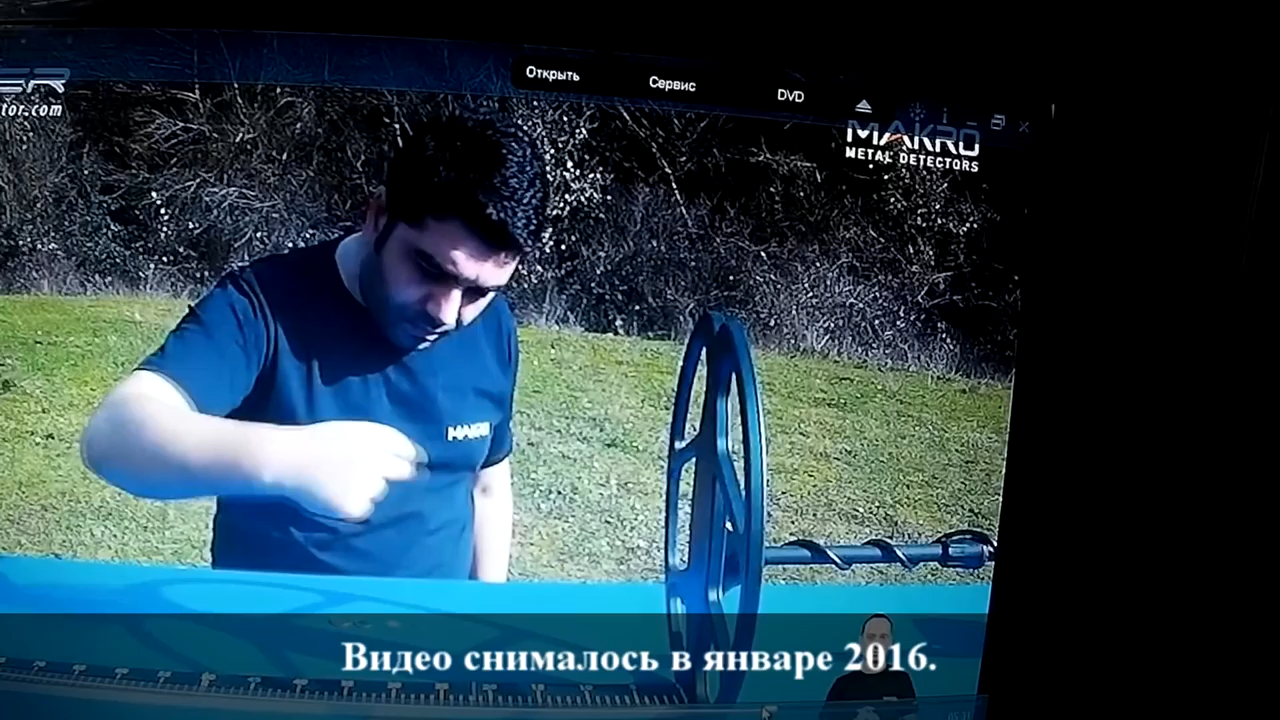 Открыть Сервис DVD
tor.com
MAKRO
METAL DETECTORS
MAKRO
Видео снималось в январе 2016.